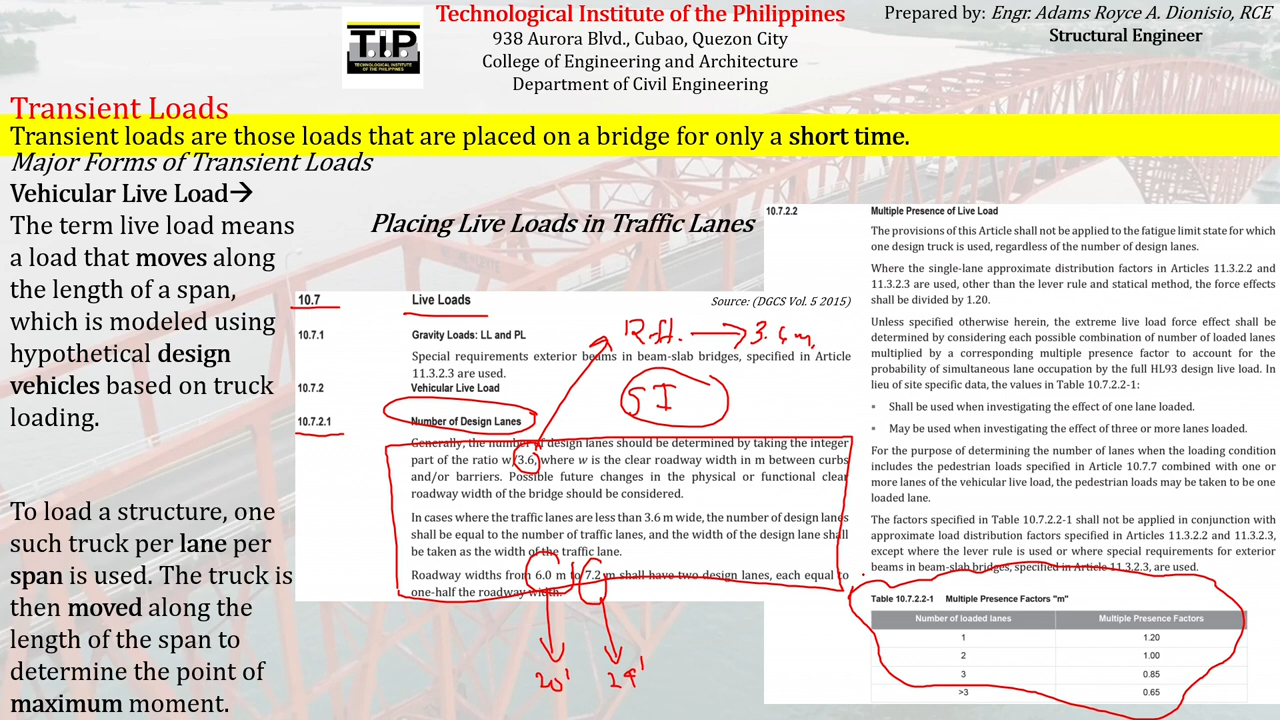 Technological Institute of the Philippines
938 Aurora Blvd., Cubao, Quezon City
College of Engineering and Architecture
Department of Civil Engineering
Prepared by: Engr. Adams Royce A. Dionisio, RCE
Structural Engineer
T.I.P
TECHNOLOGICAL INSTITUTE
OF THE PHILIPPINES
Transient Loads
Transient loads are those loads that are placed on a bridge for only a short time.
Major Forms of Transient Loads
Vehicular Live Load→
The term live load means
a load that moves along
the length of a span,
which is modeled using
hypothetical design
vehicles based on truck
loading.
To load a structure, one
such truck per lane per
span is used. The truck is
then moved along the
length of the span to
determine the point of
maximum moment.
Placing Live Loads in Traffic Lanes
10.7 Live Loads Source: (DGCS Vol. 5 2015)
12 ft. → 3.6 m.
10.7.1 Gravity Loads: LL and PL
Special requirements exterior beams in beam-slab bridges, specified in Article
11.3.2.3 are used.
10.7.2 Vehicular Live Load
SI
10.7.2.1 Number of Design Lanes
Generally, the number of design lanes should be determined by taking the integer
part of the ratio w/3.6, where w is the clear roadway width in m between curbs
and/or barriers. Possible future changes in the physical or functional clear
roadway width of the bridge should be considered.
In cases where the traffic lanes are less than 3.6 m wide, the number of design lanes
shall be equal to the number of traffic lanes, and the width of the design lane shall
be taken as the width of the traffic lane.
Roadway widths from 6.0 m to 7.2 m shall have two design lanes, each equal to
one-half the roadway width.
20' 24'
10.7.2.2 Multiple Presence of Live Load
The provisions of this Article shall not be applied to the fatigue limit state for which
one design truck is used, regardless of the number of design lanes.
Where the single-lane approximate distribution factors in Articles 11.3.2.2 and
11.3.2.3 are used, other than the lever rule and statical method, the force effects
shall be divided by 1.20.
Unless specified otherwise herein, the extreme live load force effect shall be
determined by considering each possible combination of number of loaded lanes
multiplied by a corresponding multiple presence factor to account for the
probability of simultaneous lane occupation by the full HL93 design live load. In
lieu of site specific data, the values in Table 10.7.2.2-1:
▪ Shall be used when investigating the effect of one lane loaded.
▪ May be used when investigating the effect of three or more lanes loaded.
For the purpose of determining the number of lanes when the loading condition
includes the pedestrian loads specified in Article 10.7.7 combined with one or
more lanes of the vehicular live load, the pedestrian loads may be taken to be one
loaded lane.
The factors specified in Table 10.7.2.2-1 shall not be applied in conjunction with
approximate load distribution factors specified in Articles 11.3.2.2 and 11.3.2.3,
except where the lever rule is used or where special requirements for exterior
beams in beam-slab bridges, specified in Article 11.3.2.3, are used.
Table 10.7.2.2-1 Multiple Presence Factors "m"
Number of loaded lanes Multiple Presence Factors
1 1.20
2 1.00
3 0.85
>3 0.65